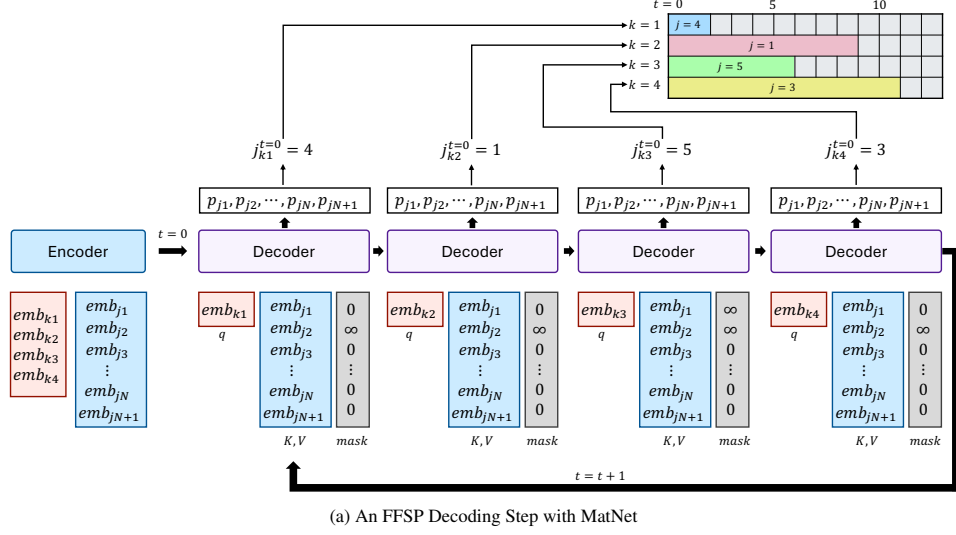 t = 0 5 10
k = 1 j = 4
k = 2 j = 1
k = 3 j = 5
k = 4 j = 3
j_{k1}^{t=0} = 4 j_{k2}^{t=0} = 1 j_{k3}^{t=0} = 5 j_{k4}^{t=0} = 3
p_{j1}, p_{j2}, ⋯, p_{jN}, p_{jN+1} p_{j1}, p_{j2}, ⋯, p_{jN}, p_{jN+1} p_{j1}, p_{j2}, ⋯, p_{jN}, p_{jN+1} p_{j1}, p_{j2}, ⋯, p_{jN}, p_{jN+1}
Encoder t = 0 Decoder Decoder Decoder Decoder
emb_{k1}
emb_{k2}
emb_{k3}
emb_{k4}
emb_{j1}
emb_{j2}
emb_{j3}
⋮
emb_{jN}
emb_{jN+1}
emb_{k1}
q
emb_{j1} 0
emb_{j2} ∞
emb_{j3} 0
⋮ ⋮
emb_{jN} 0
emb_{jN+1} 0
K, V mask
emb_{k2}
q
emb_{j1} 0
emb_{j2} ∞
emb_{j3} 0
⋮ ⋮
emb_{jN} 0
emb_{jN+1} 0
K, V mask
emb_{k3}
q
emb_{j1} ∞
emb_{j2} ∞
emb_{j3} 0
⋮ ⋮
emb_{jN} 0
emb_{jN+1} 0
K, V mask
emb_{k4}
q
emb_{j1} 0
emb_{j2} ∞
emb_{j3} 0
⋮ ⋮
emb_{jN} 0
emb_{jN+1} 0
K, V mask
t = t + 1
(a) An FFSP Decoding Step with MatNet